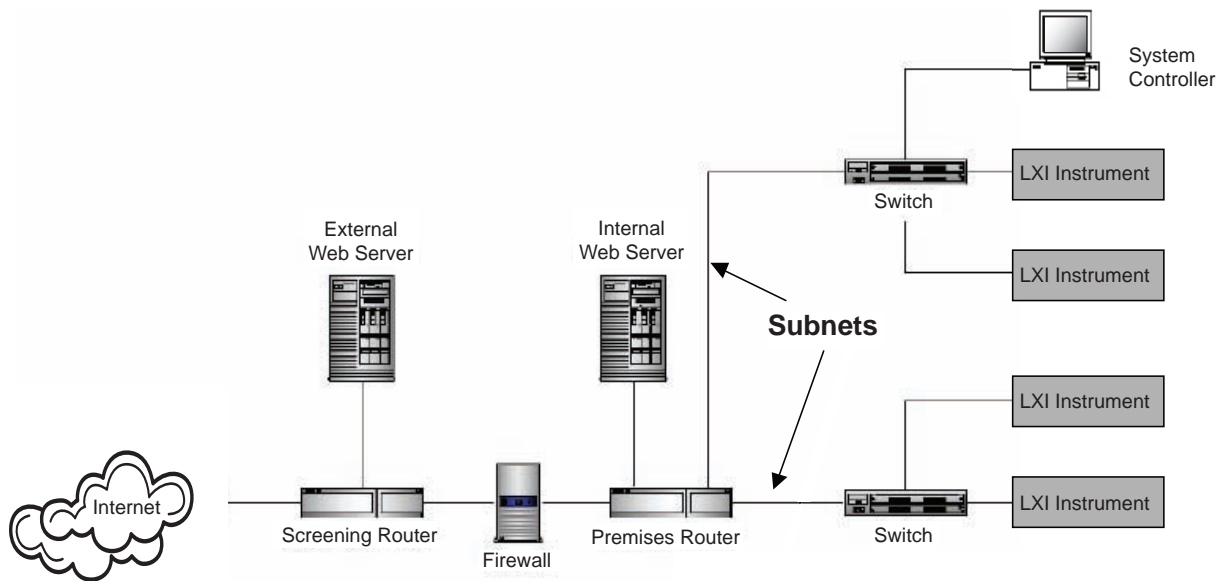 System
Controller
LXI Instrument
Switch
LXI Instrument
External
Web Server
Internal
Web Server
Subnets
LXI Instrument
LXI Instrument
Internet
Screening Router
Firewall
Premises Router
Switch